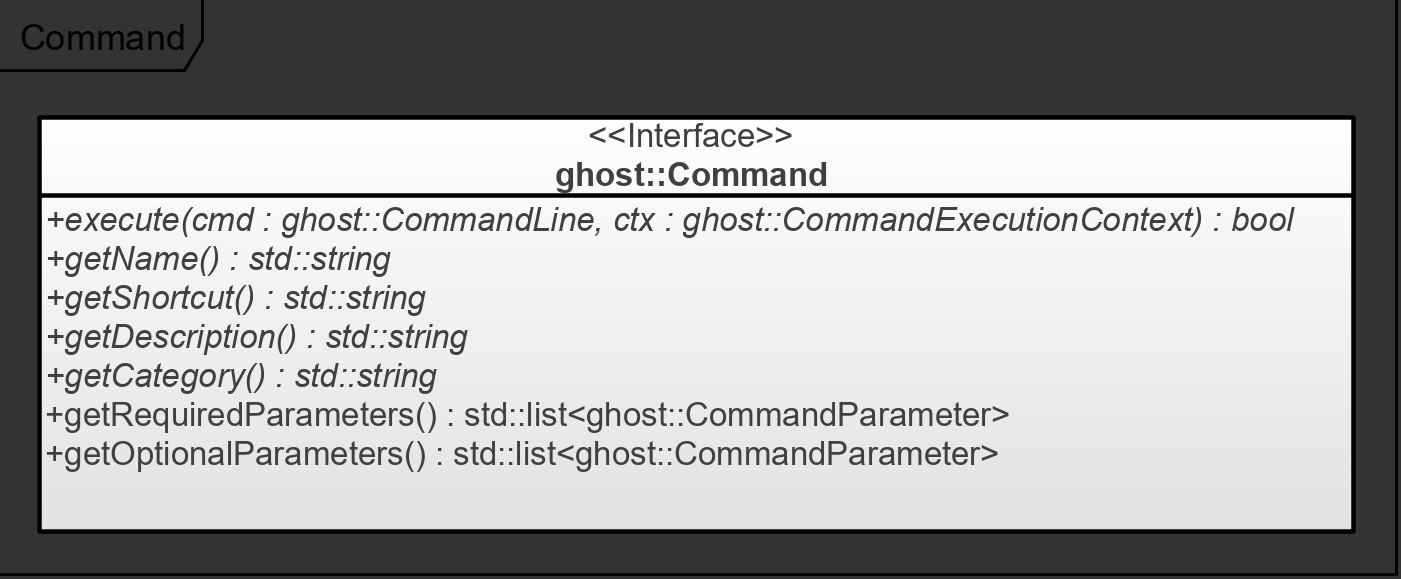 Command
<<Interface>>
ghost::Command
+execute(cmd : ghost::CommandLine, ctx : ghost::CommandExecutionContext) : bool
+getName() : std::string
+getShortcut() : std::string
+getDescription() : std::string
+getCategory() : std::string
+getRequiredParameters() : std::list<ghost::CommandParameter>
+getOptionalParameters() : std::list<ghost::CommandParameter>